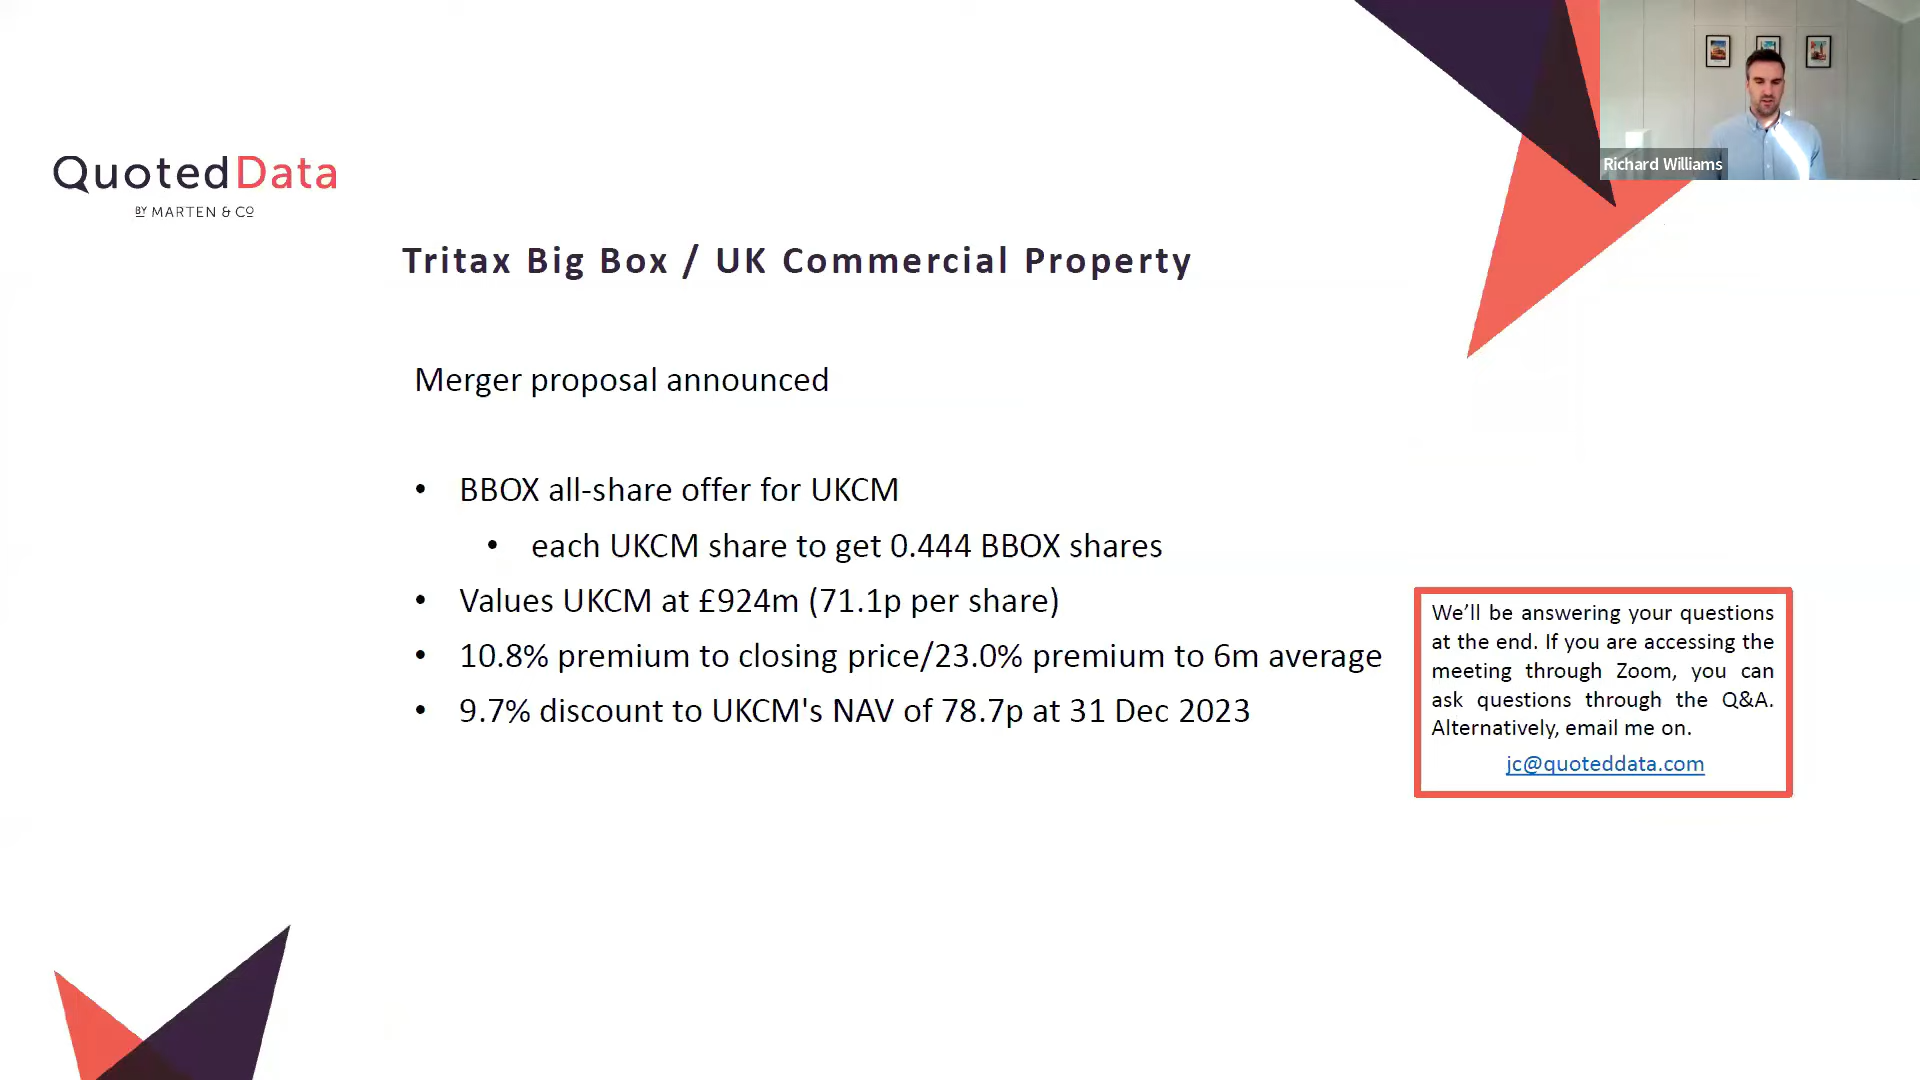 Richard Williams
QuotedData
BY MARTEN & CO
Tritax Big Box / UK Commercial Property
Merger proposal announced
• BBOX all-share offer for UKCM
• each UKCM share to get 0.444 BBOX shares
• Values UKCM at £924m (71.1p per share)
• 10.8% premium to closing price/23.0% premium to 6m average
• 9.7% discount to UKCM's NAV of 78.7p at 31 Dec 2023
We’ll be answering your questions
at the end. If you are accessing the
meeting through Zoom, you can
ask questions through the Q&A.
Alternatively, email me on.
jc@quoteddata.com